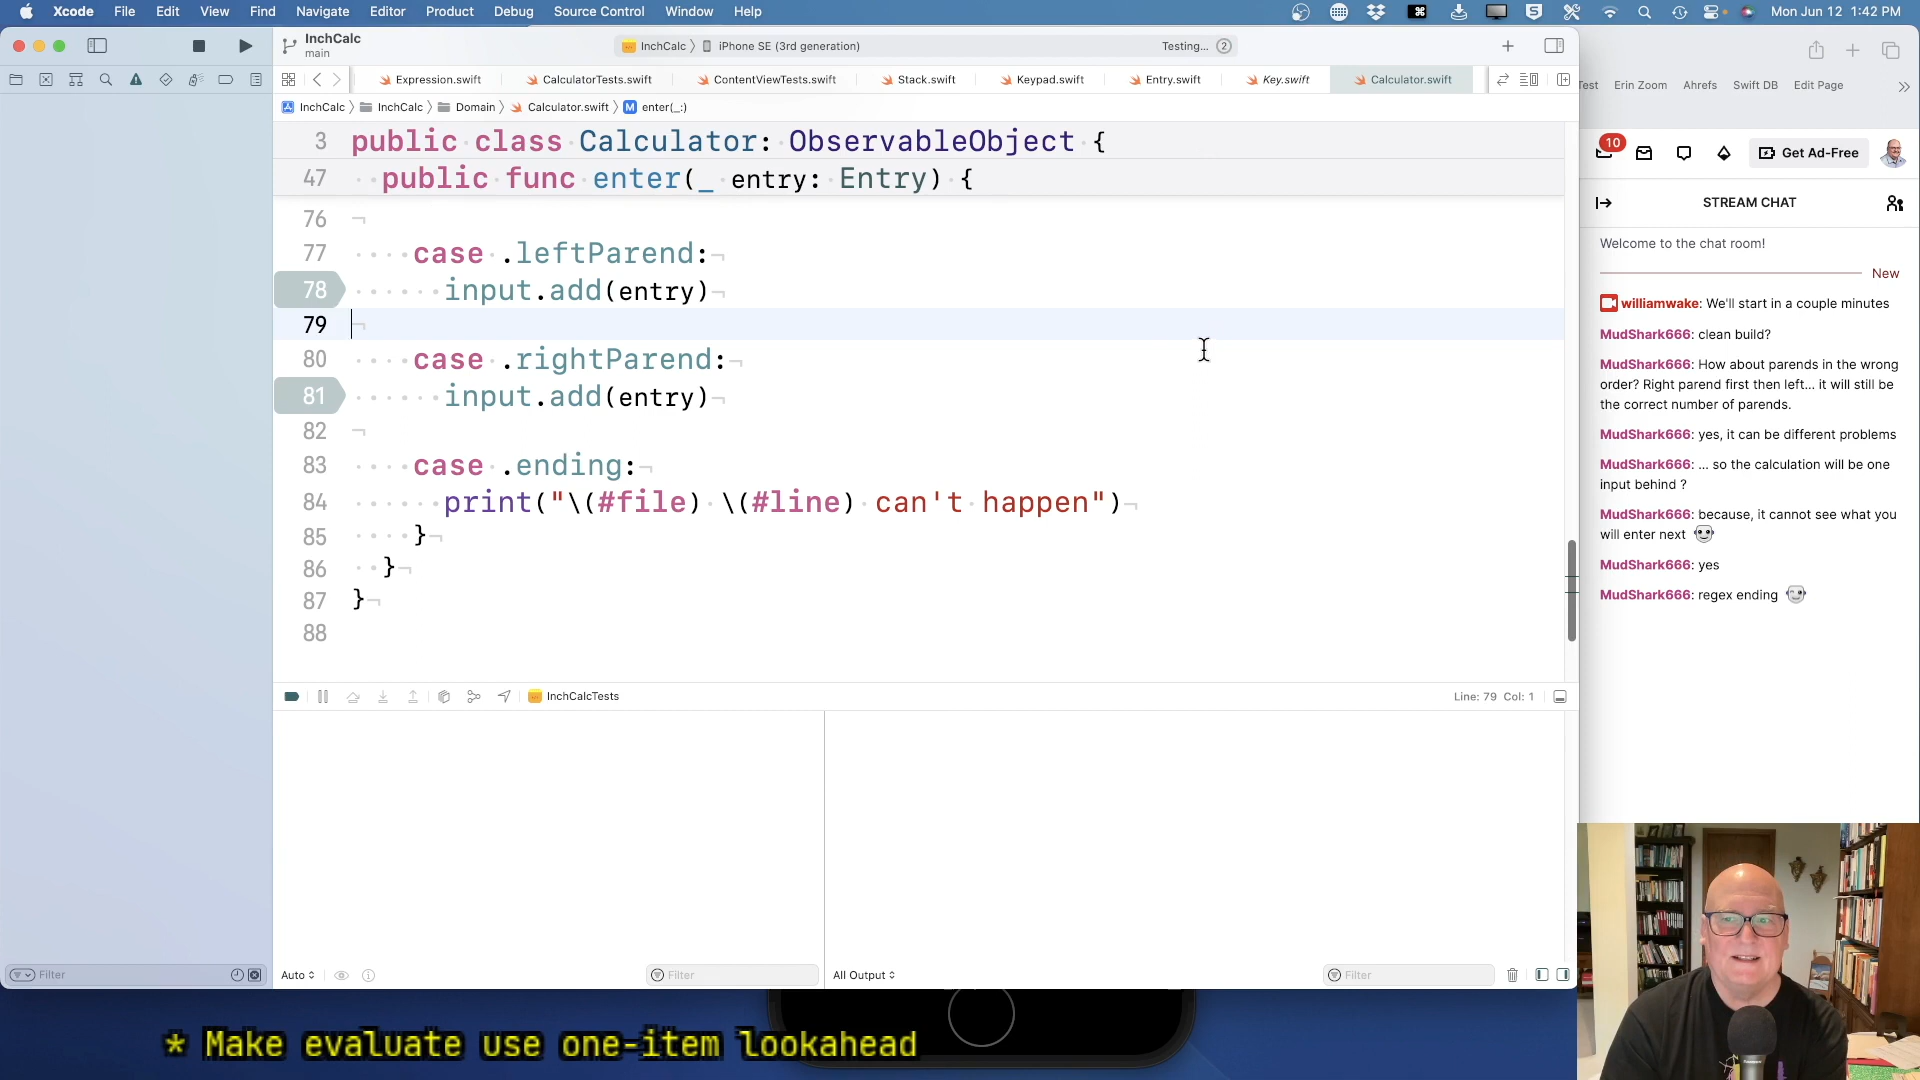 Xcode File Edit View Find Navigate Editor Product Debug Source Control Window Help Mon Jun 12 1:42 PM
InchCalc
main
InchCalc
iPhone SE (3rd generation)
Testing...
2
Expression.swift
CalculatorTests.swift
ContentViewTests.swift
Stack.swift
Keypad.swift
Entry.swift
Key.swift
Calculator.swift
InchCalc
InchCalc
Domain
Calculator.swift
M
enter(_:)
3 public class Calculator: ObservableObject {
47 public func enter(_ entry: Entry) {
76
77 case .leftParend:
78 input.add(entry)
79
80 case .rightParend:
81 input.add(entry)
82
83 case .ending:
84 print("\(#file) \(#line) can't happen")
85 }
86 }
87 }
88
InchCalcTests
Line: 79 Col: 1
Filter
Auto
Filter
All Output
Filter
Erin Zoom
Ahrefs
Swift DB
Edit Page
10
Get Ad-Free
STREAM CHAT
Welcome to the chat room!
New
williamwake: We'll start in a couple minutes
MudShark666: clean build?
MudShark666: How about parends in the wrong
order? Right parend first then left... it will still be
the correct number of parends.
MudShark666: yes, it can be different problems
MudShark666: ... so the calculation will be one
input behind ?
MudShark666: because, it cannot see what you
will enter next
MudShark666: yes
MudShark666: regex ending
* Make evaluate use one-item lookahead